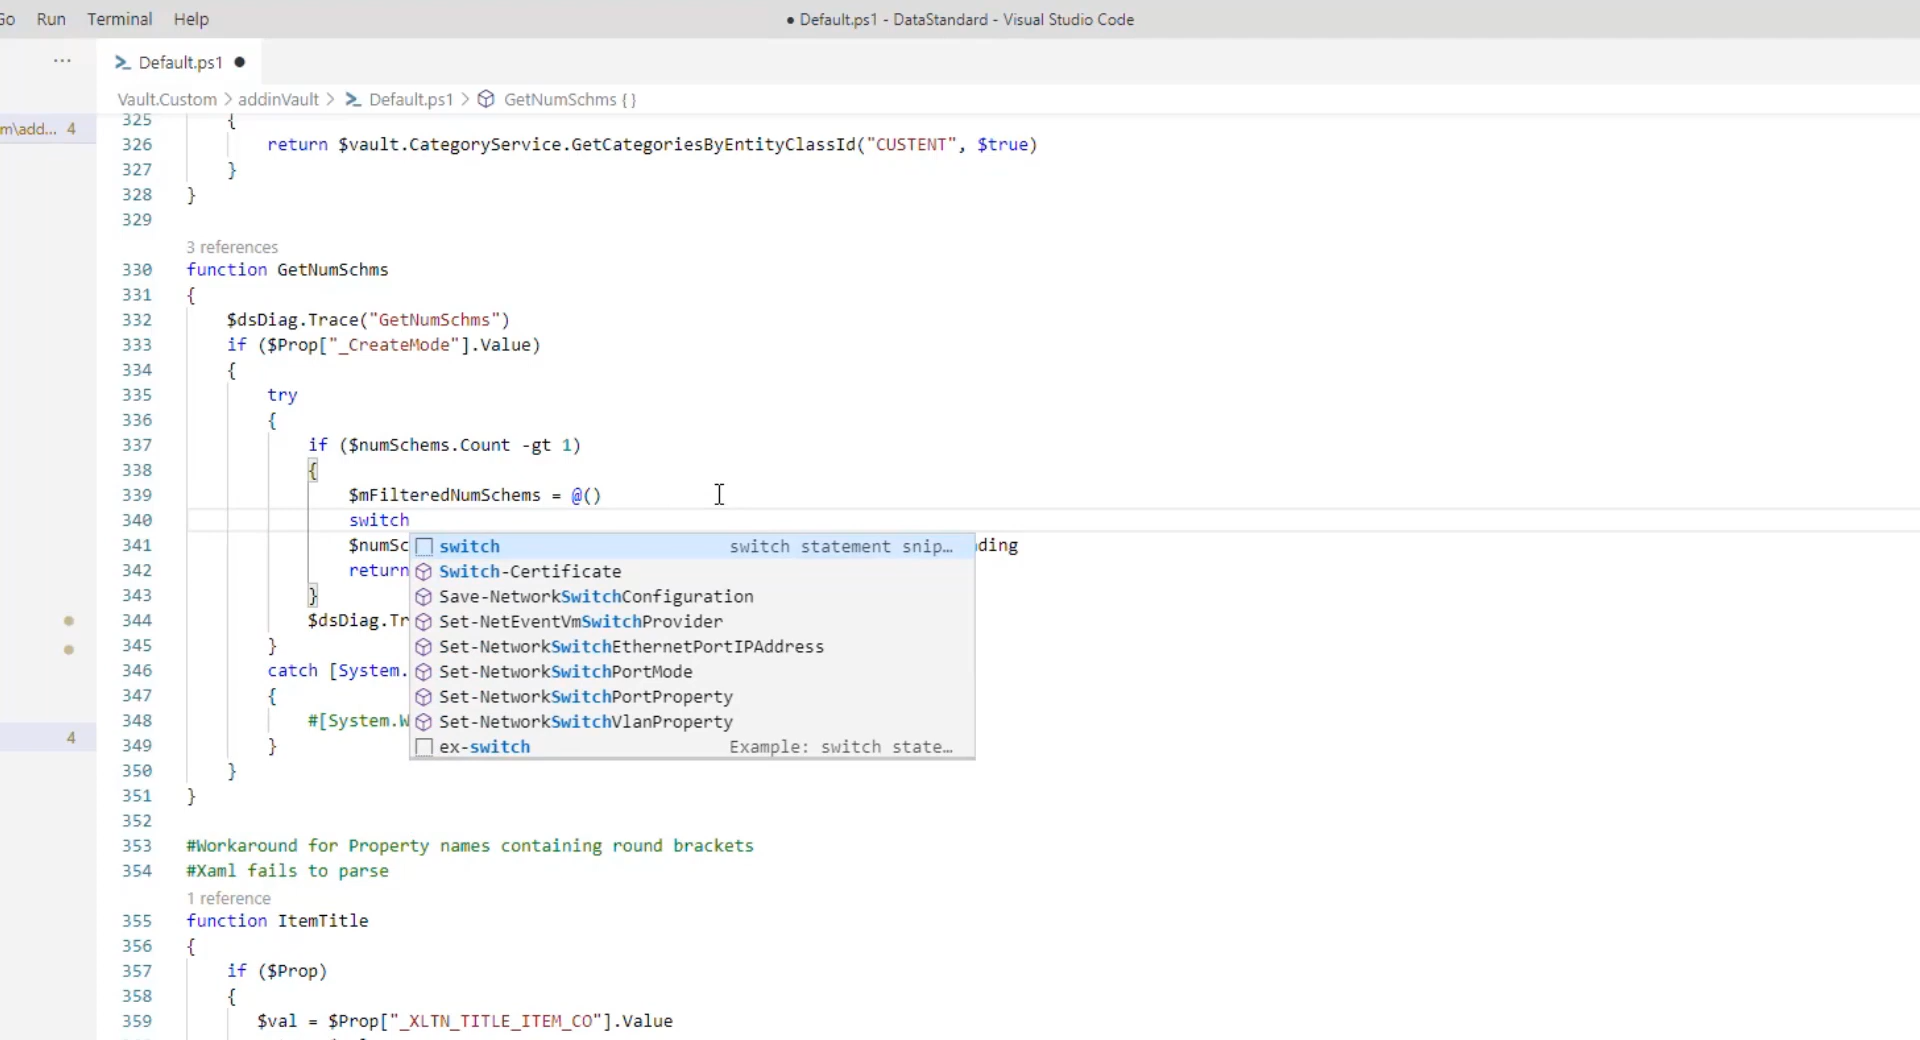 Go Run Terminal Help ● Default.ps1 - DataStandard - Visual Studio Code
··· Default.ps1 ●
Vault.Custom > addinVault > Default.ps1 > GetNumSchms { }
m\add... 4
325 {
326 return $vault.CategoryService.GetCategoriesByEntityClassId("CUSTENT", $true)
327 }
328 }
329
3 references
330 function GetNumSchms
331 {
332 $dsDiag.Trace("GetNumSchms")
333 if ($Prop["_CreateMode"].Value)
334 {
335 try
336 {
337 if ($numSchems.Count -gt 1)
338 {
339 $mFilteredNumSchems = @()
340 switch
341 $numSc
switch switch statement snip… ding
342 return
Switch-Certificate
343 }
Save-NetworkSwitchConfiguration
344 $dsDiag.Tr
Set-NetEventVmSwitchProvider
345 }
Set-NetworkSwitchEthernetPortIPAddress
346 catch [System.
Set-NetworkSwitchPortMode
347 {
Set-NetworkSwitchPortProperty
348 #[System.W
Set-NetworkSwitchVlanProperty
4
349 }
ex-switch Example: switch state…
350 }
351 }
352
353 #Workaround for Property names containing round brackets
354 #Xaml fails to parse
1 reference
355 function ItemTitle
356 {
357 if ($Prop)
358 {
359 $val = $Prop["_XLTN_TITLE_ITEM_CO"].Value